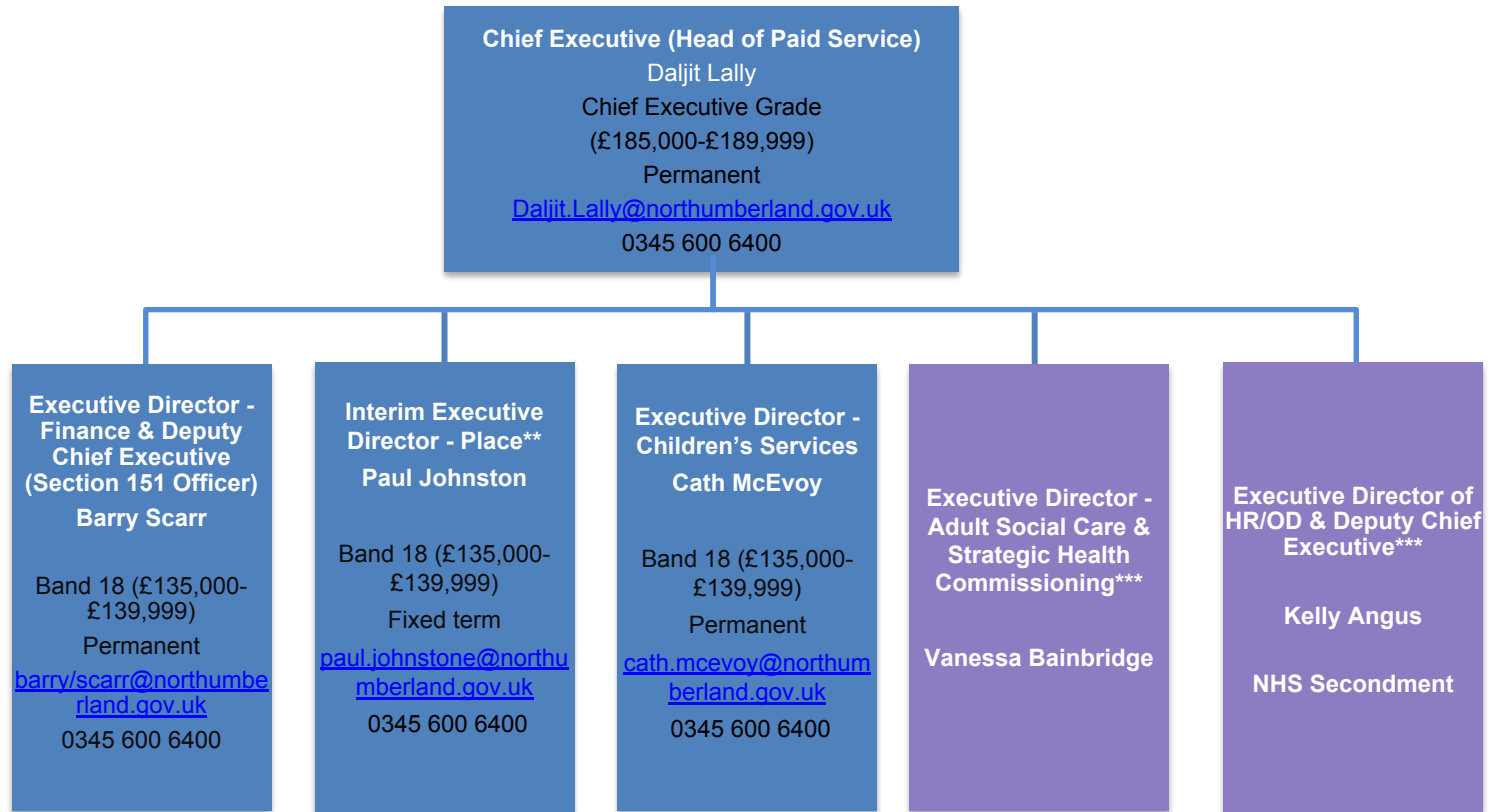 Chief Executive (Head of Paid Service)
Daljit Lally
Chief Executive Grade
(£185,000-£189,999)
Permanent
Daljit.Lally@northumberland.gov.uk
0345 600 6400
Executive Director -
Finance & Deputy
Chief Executive
(Section 151 Officer)
Barry Scarr
Band 18 (£135,000-
£139,999)
Permanent
barry/scarr@northumbe
rland.gov.uk
0345 600 6400
Interim Executive
Director - Place**
Paul Johnston
Band 18 (£135,000-
£139,999)
Fixed term
paul.johnstone@northu
mberland.gov.uk
0345 600 6400
Executive Director -
Children’s Services
Cath McEvoy
Band 18 (£135,000-
£139,999)
Permanent
cath.mcevoy@northum
berland.gov.uk
0345 600 6400
Executive Director -
Adult Social Care &
Strategic Health
Commissioning***
Vanessa Bainbridge
Executive Director of
HR/OD & Deputy Chief
Executive***
Kelly Angus
NHS Secondment